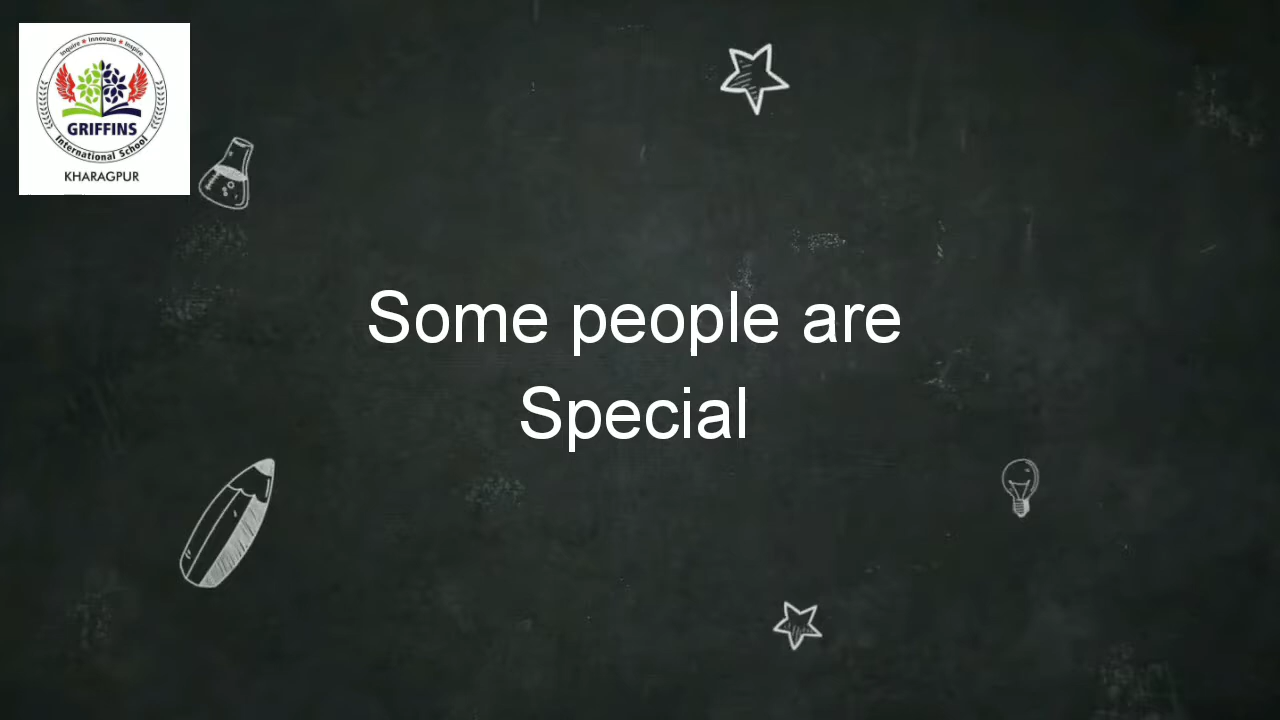 Inquire ★ Innovate ★ Inspire
GRIFFINS
International School
KHARAGPUR
Some people are
Special